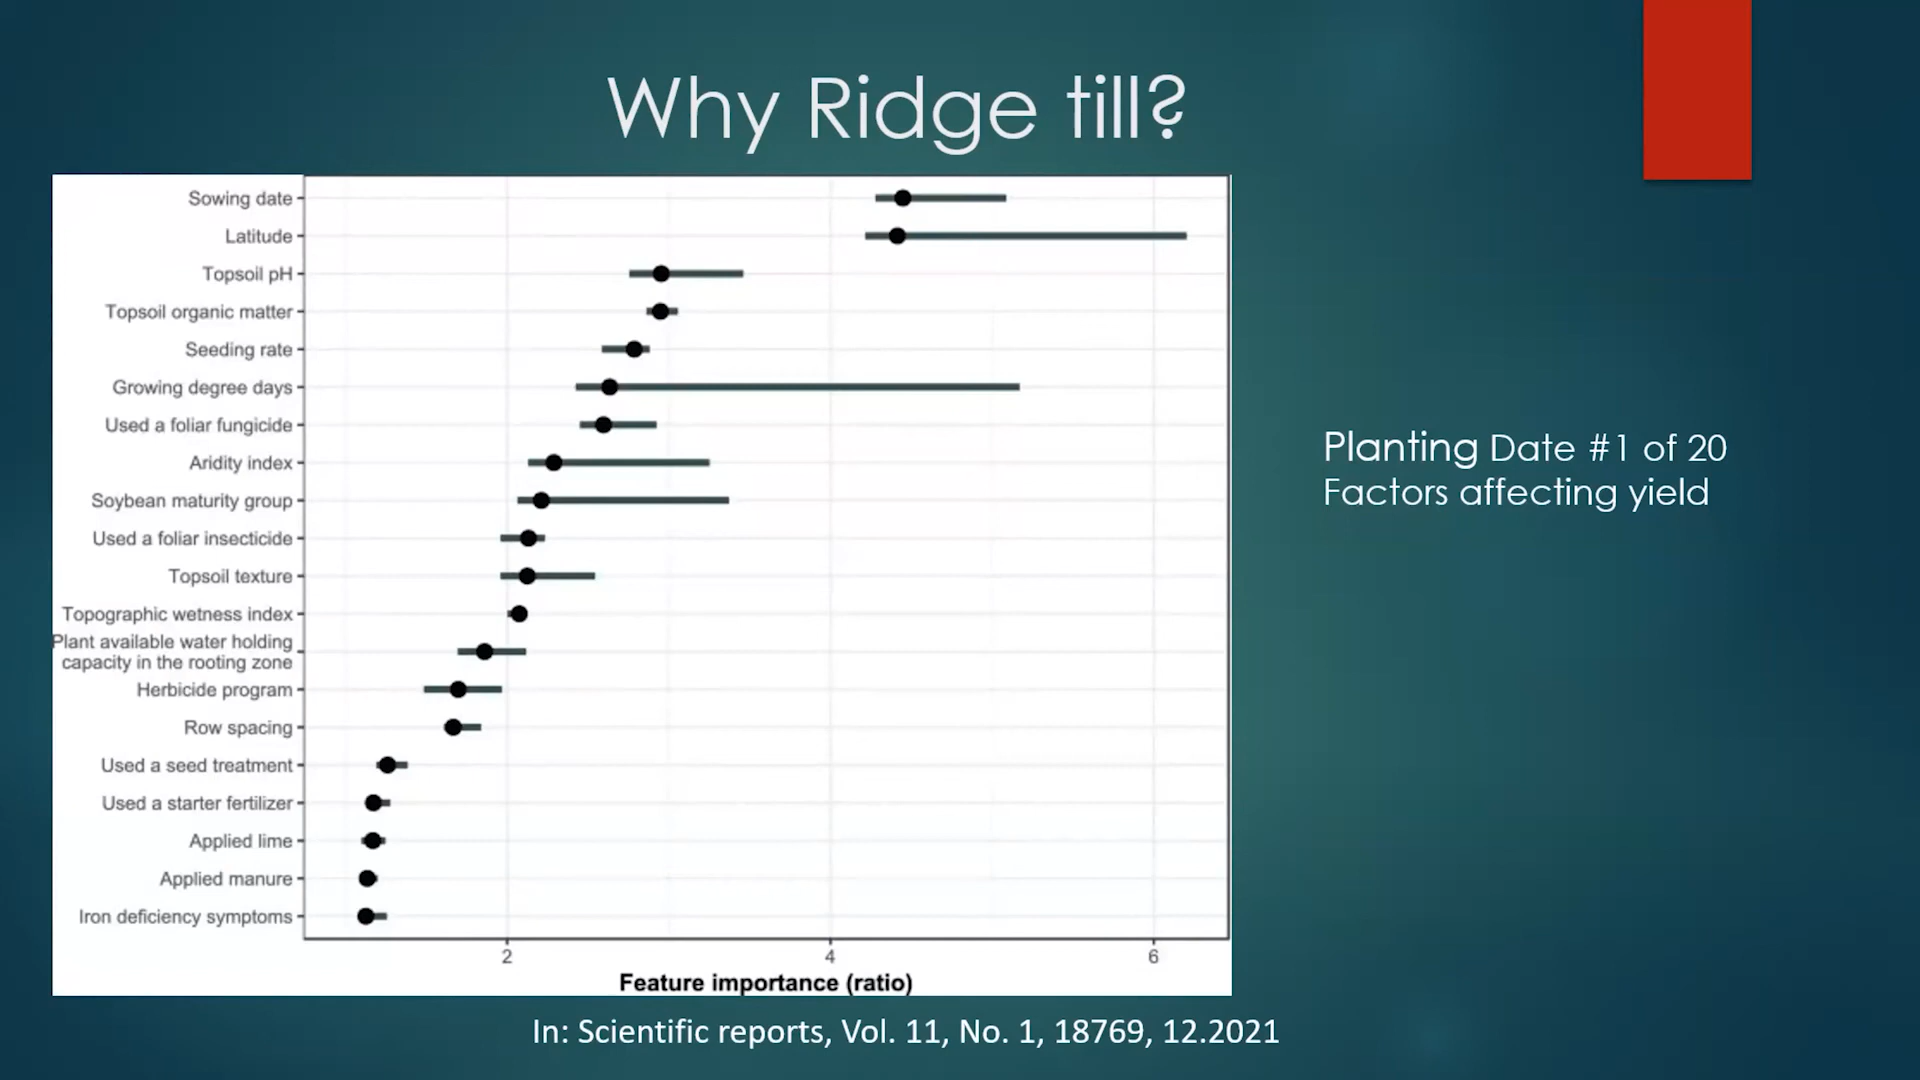 Why Ridge till?
Sowing date
Latitude
Topsoil pH
Topsoil organic matter
Seeding rate
Growing degree days
Used a foliar fungicide
Aridity index
Soybean maturity group
Used a foliar insecticide
Topsoil texture
Topographic wetness index
Plant available water holding
capacity in the rooting zone
Herbicide program
Row spacing
Used a seed treatment
Used a starter fertilizer
Applied lime
Applied manure
Iron deficiency symptoms
2 4 6
Feature importance (ratio)
Planting Date #1 of 20
Factors affecting yield
In: Scientific reports, Vol. 11, No. 1, 18769, 12.2021